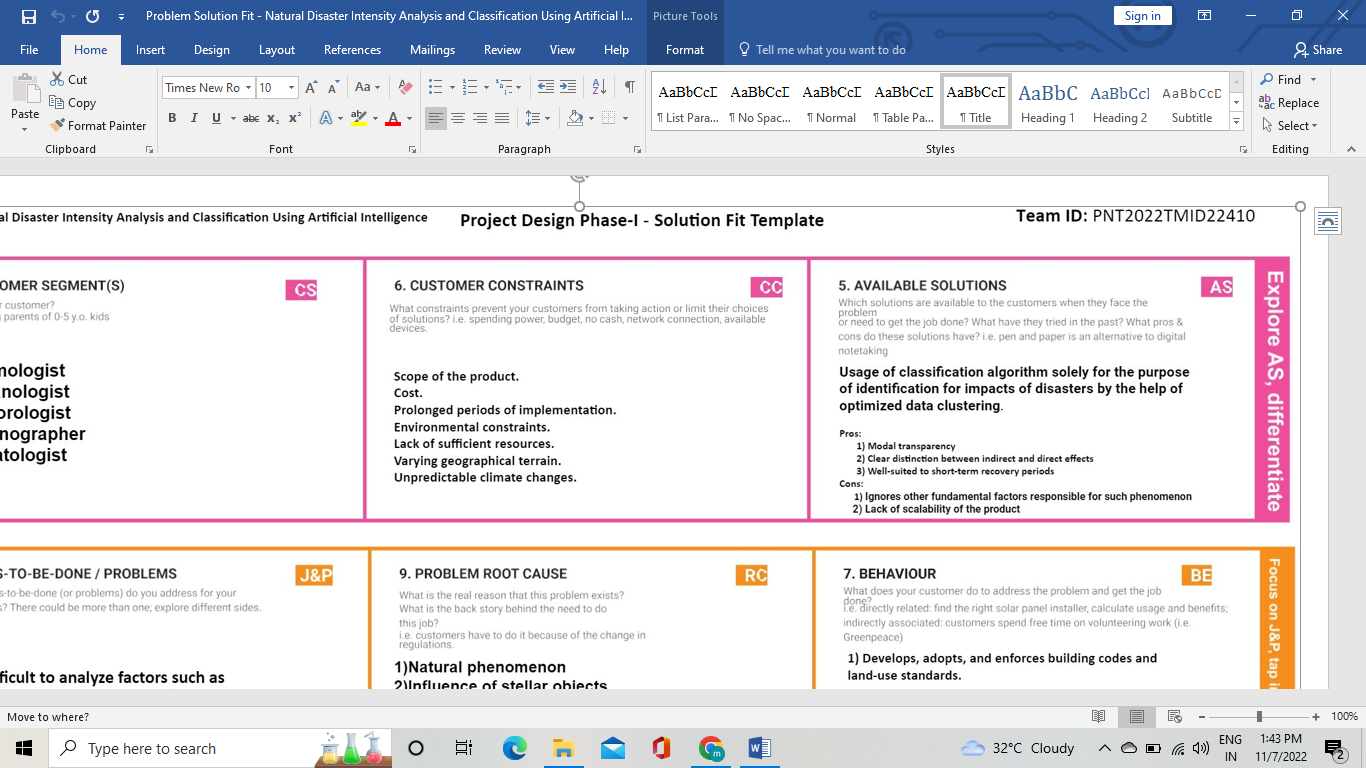 Problem Solution Fit - Natural Disaster Intensity Analysis and Classification Using Artificial I...
Picture Tools
Sign in
File
Home
Insert
Design
Layout
References
Mailings
Review
View
Help
Format
Tell me what you want to do
Share
Paste
Cut
Copy
Format Painter
Clipboard
Times New Ro
10
Aa
B I U abc x₂ x²
Font
Paragraph
AaBbCcD AaBbCcD AaBbCcD AaBbCcD AaBbCcD AaBbC AaBbCcI AaBbCcD
¶ List Para... ¶ No Spac... ¶ Normal ¶ Table Pa... ¶ Title Heading 1 Heading 2 Subtitle
Styles
Find
Replace
Select
Editing
al Disaster Intensity Analysis and Classification Using Artificial Intelligence
Project Design Phase-I - Solution Fit Template
Team ID: PNT2022TMID22410
OMER SEGMENT(S)
CS
r customer?
g parents of 0-5 y.o. kids
mologist
nologist
orologist
nographer
atologist
6. CUSTOMER CONSTRAINTS
CC
What constraints prevent your customers from taking action or limit their choices
of solutions? i.e. spending power, budget, no cash, network connection, available
devices.
Scope of the product.
Cost.
Prolonged periods of implementation.
Environmental constraints.
Lack of sufficient resources.
Varying geographical terrain.
Unpredictable climate changes.
5. AVAILABLE SOLUTIONS
AS
Which solutions are available to the customers when they face the
problem
or need to get the job done? What have they tried in the past? What pros &
cons do these solutions have? i.e. pen and paper is an alternative to digital
notetaking
Usage of classification algorithm solely for the purpose
of identification for impacts of disasters by the help of
optimized data clustering.
Pros:
1) Modal transparency
2) Clear distinction between indirect and direct effects
3) Well-suited to short-term recovery periods
Cons:
1) Ignores other fundamental factors responsible for such phenomenon
2) Lack of scalability of the product
Explore AS, differentiate
S-TO-BE-DONE / PROBLEMS
J&P
s-to-be-done (or problems) do you address for your
s? There could be more than one; explore different sides.
ficult to analyze factors such as
9. PROBLEM ROOT CAUSE
RC
What is the real reason that this problem exists?
What is the back story behind the need to do
this job?
i.e. customers have to do it because of the change in
regulations.
1)Natural phenomenon
2)Influence of stellar objects
7. BEHAVIOUR
BE
What does your customer do to address the problem and get the job
done?
i.e. directly related: find the right solar panel installer, calculate usage and benefits;
indirectly associated: customers spend free time on volunteering work (i.e.
Greenpeace)
1) Develops, adopts, and enforces building codes and
land-use standards.
Focus on J&P, tap i
Move to where?
100%
Type here to search
32°C Cloudy
ENG
IN
1:43 PM
11/7/2022
2